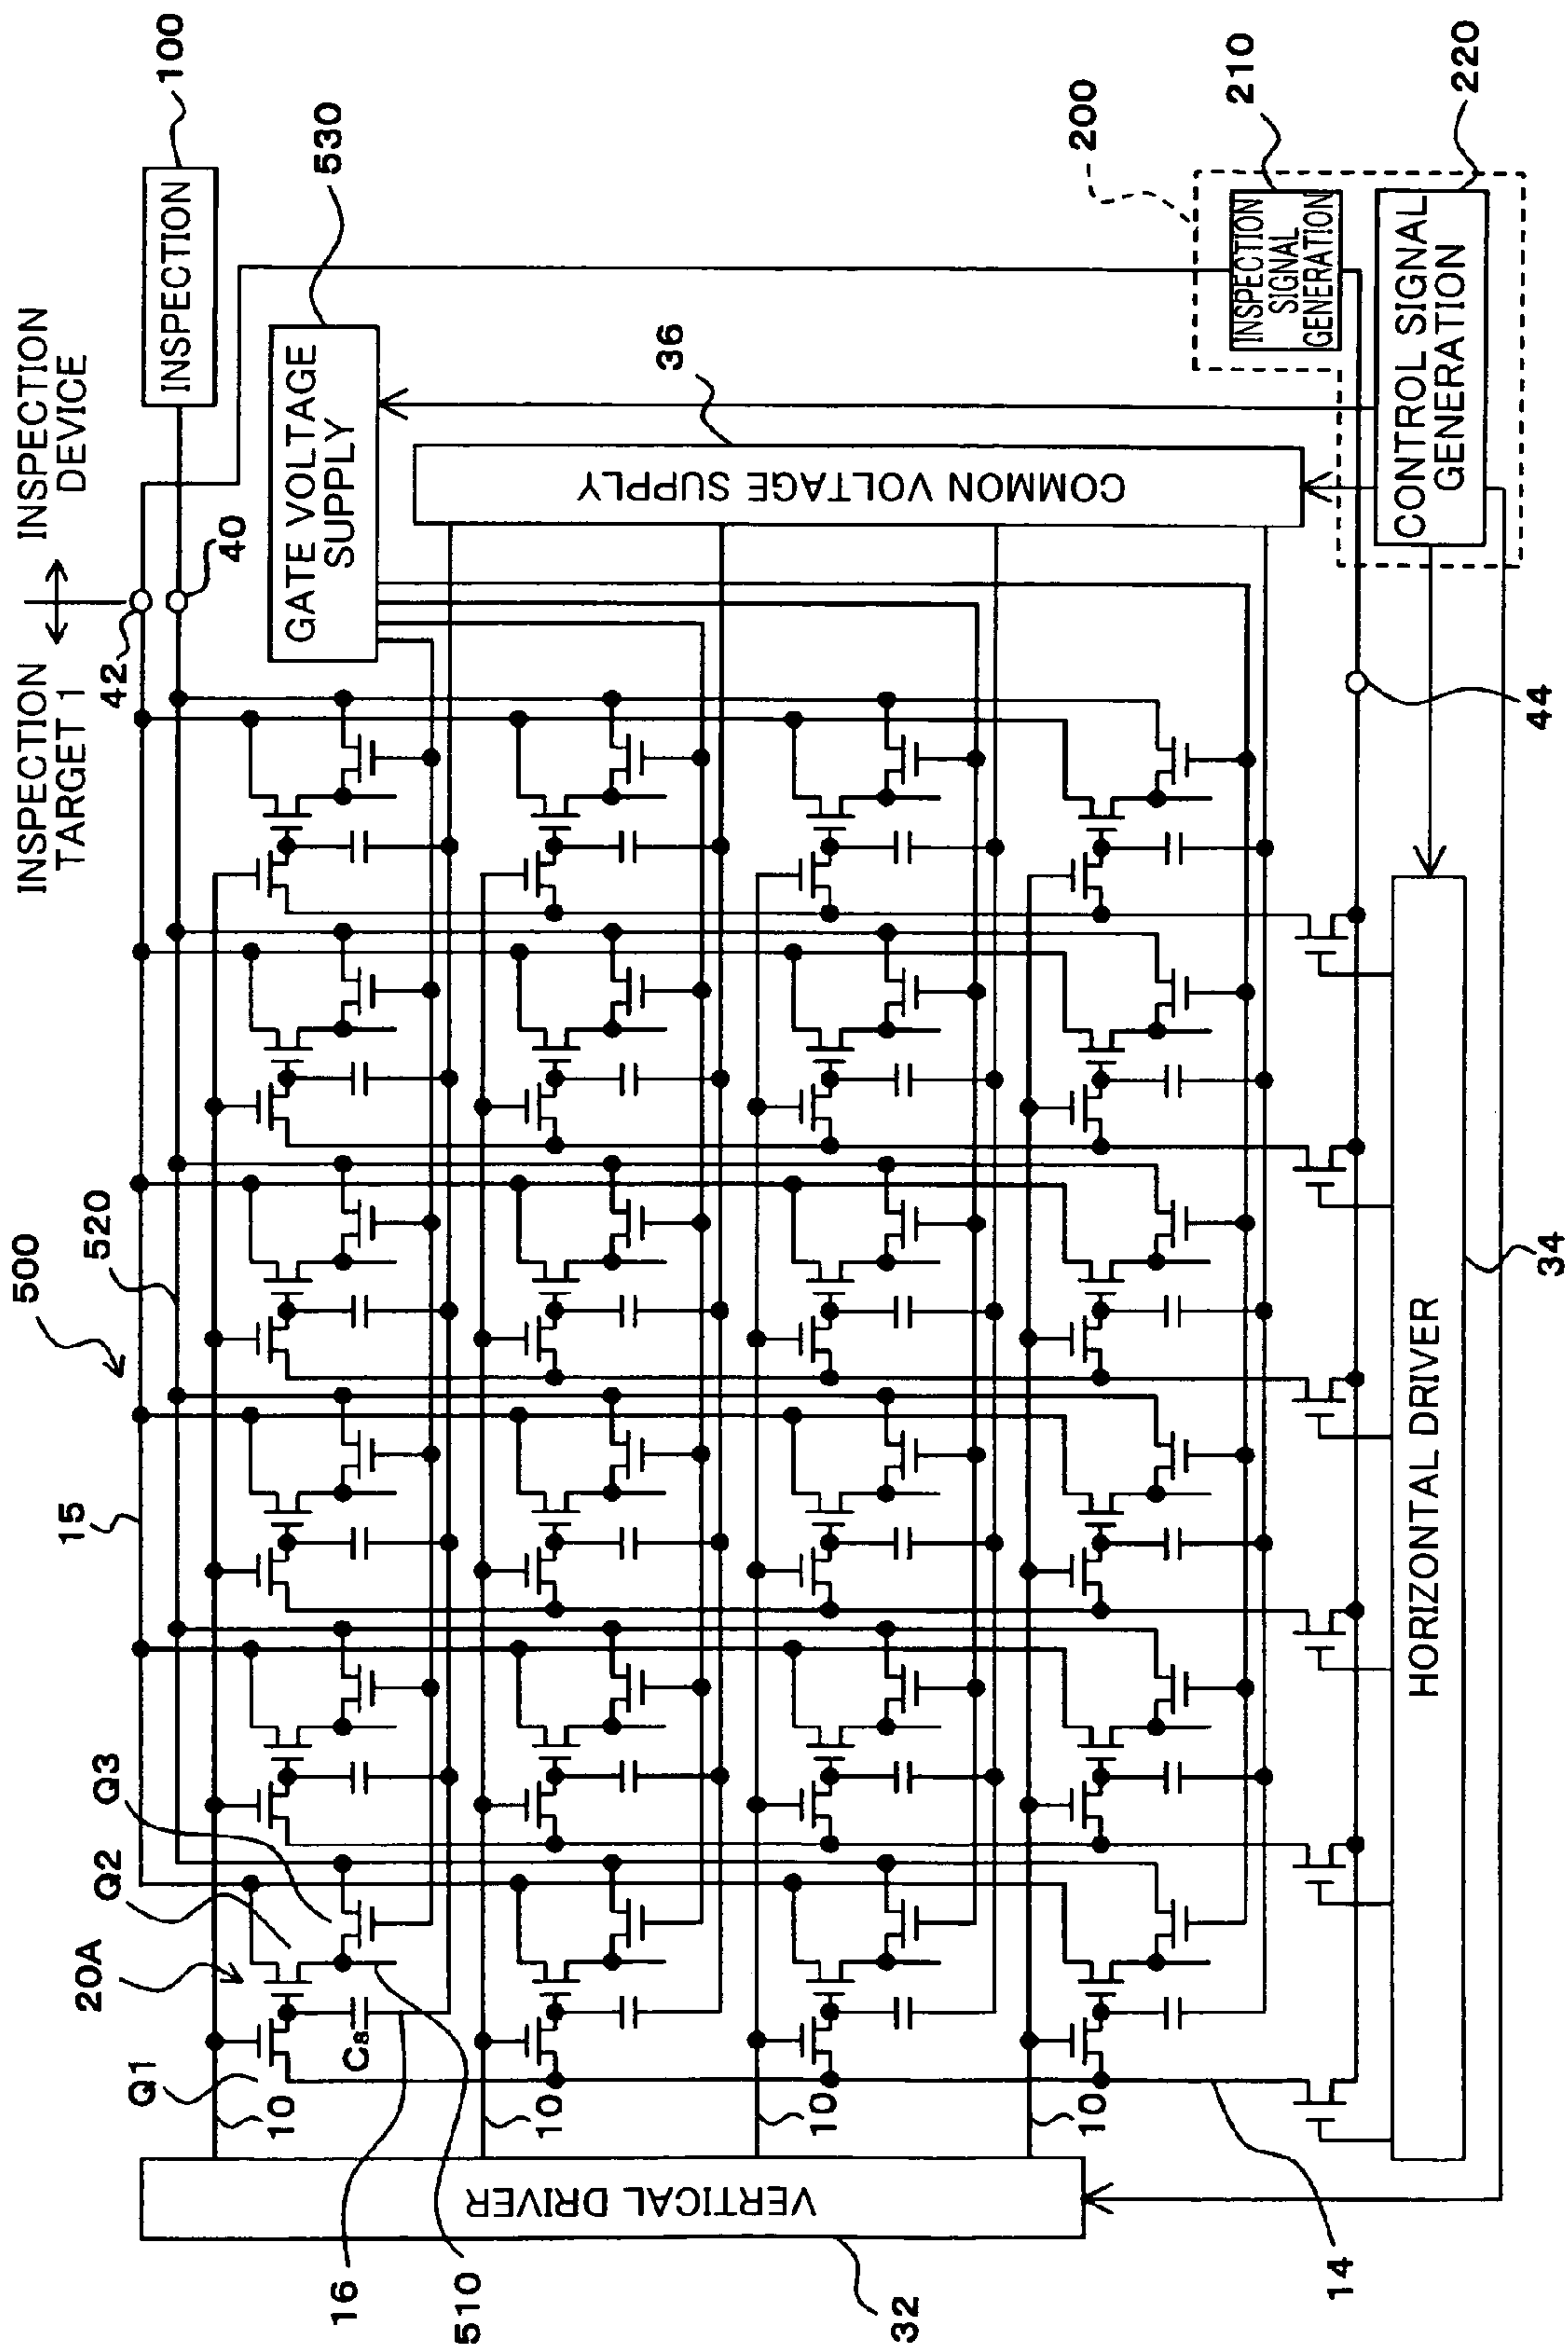 INSPECTION
TARGET 1
INSPECTION
DEVICE
42
40
INSPECTION
100
15
500
520
GATE VOLTAGE
SUPPLY
530
20A
Q2
Q3
Q1
C8
10
10
10
10
16
510
VERTICAL DRIVER
32
COMMON VOLTAGE SUPPLY
36
200
INSPECTION
SIGNAL
GENERATION
210
CONTROL SIGNAL
GENERATION
220
44
14
HORIZONTAL DRIVER
34